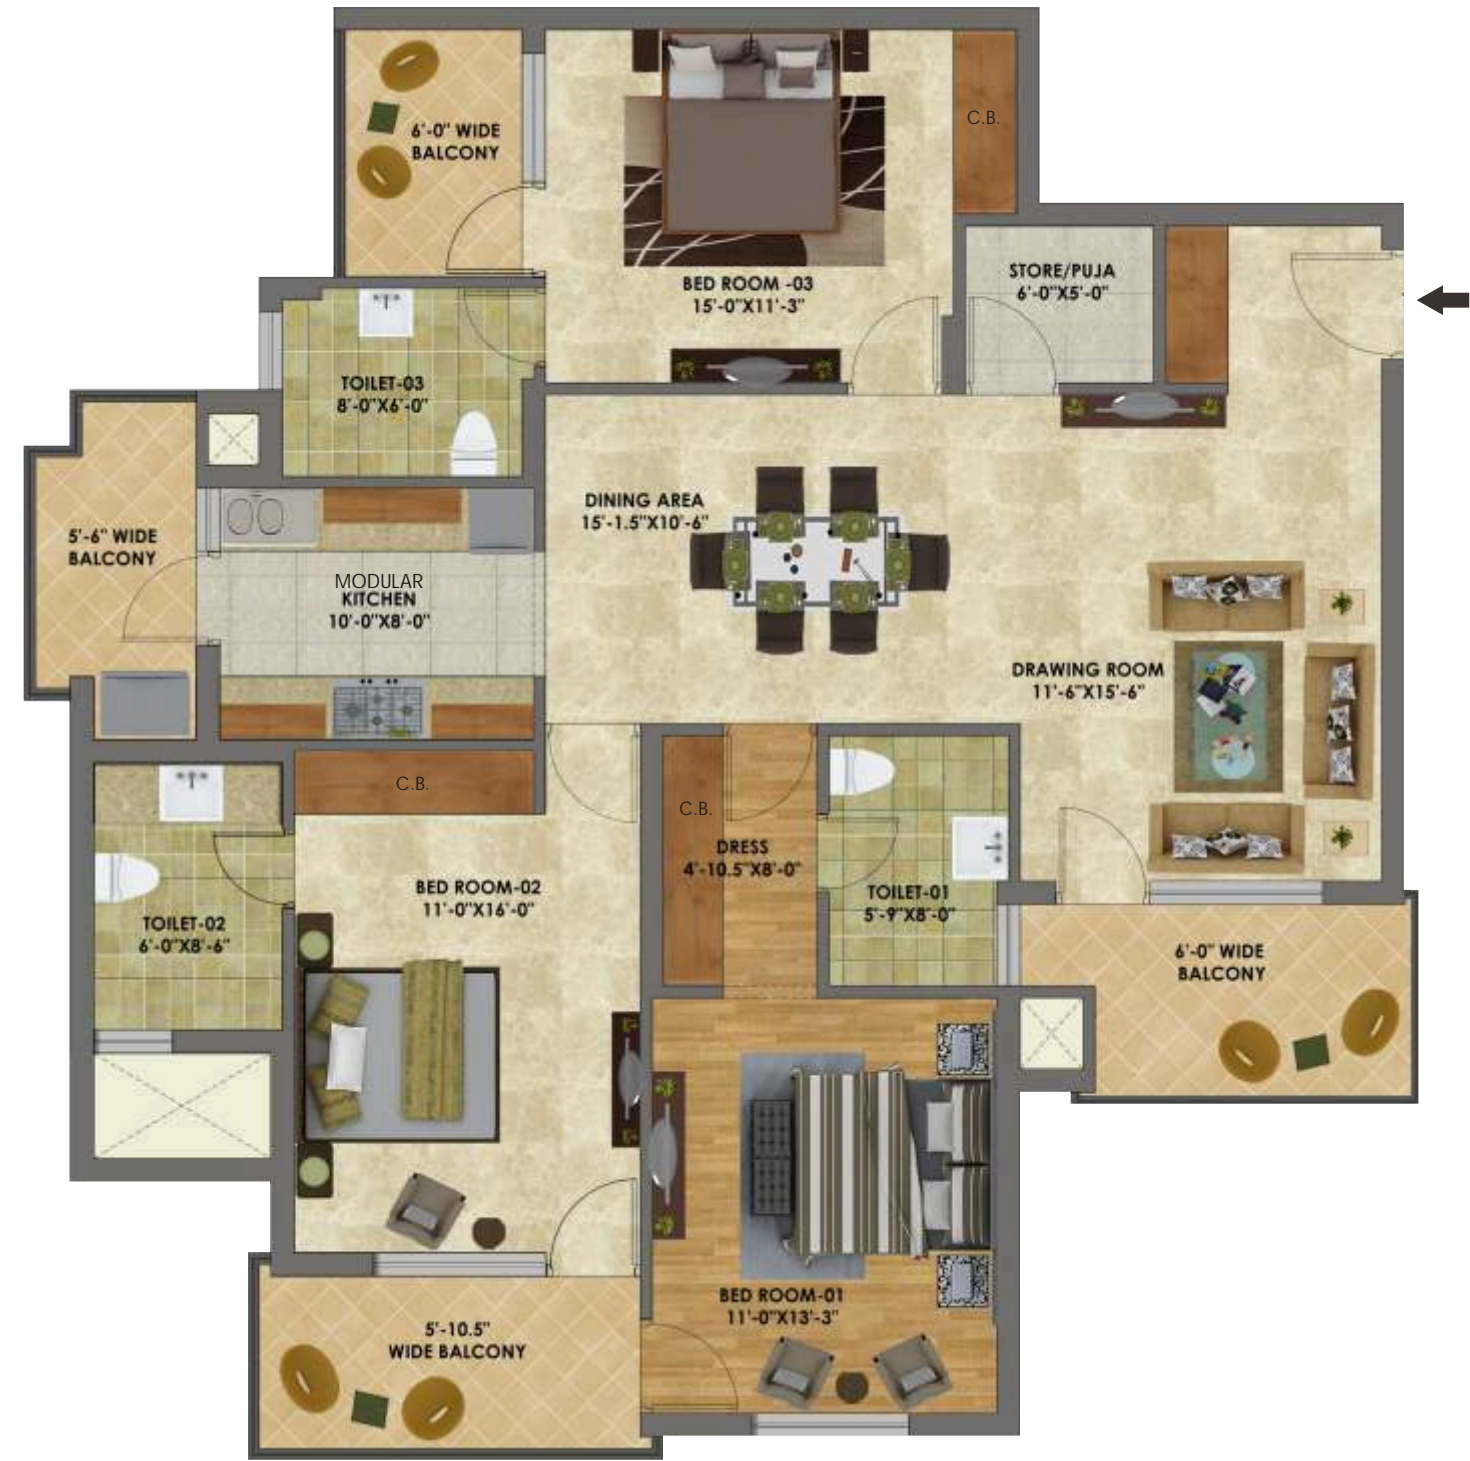 6'-0" WIDE
BALCONY
C.B.
BED ROOM -03
15'-0"X11'-3"
STORE/PUJA
6'-0"X5'-0"
TOILET-03
8'-0"X6'-0"
5'-6" WIDE
BALCONY
MODULAR
KITCHEN
10'-0"X8'-0"
DINING AREA
15'-1.5"X10'-6"
DRAWING ROOM
11'-6"X15'-6"
C.B.
C.B.
DRESS
4'-10.5"X8'-0"
TOILET-01
5'-9"X8'-0"
BED ROOM-02
11'-0"X16'-0"
TOILET-02
6'-0"X8'-6"
6'-0" WIDE
BALCONY
BED ROOM-01
11'-0"X13'-3"
5'-10.5"
WIDE BALCONY